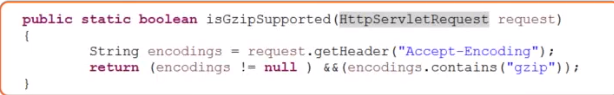 public static boolean isGzipSupported(HttpServletRequest request)
{
String encodings = request.getHeader("Accept-Encoding");
return (encodings != null ) &&(encodings.contains("gzip"));
}